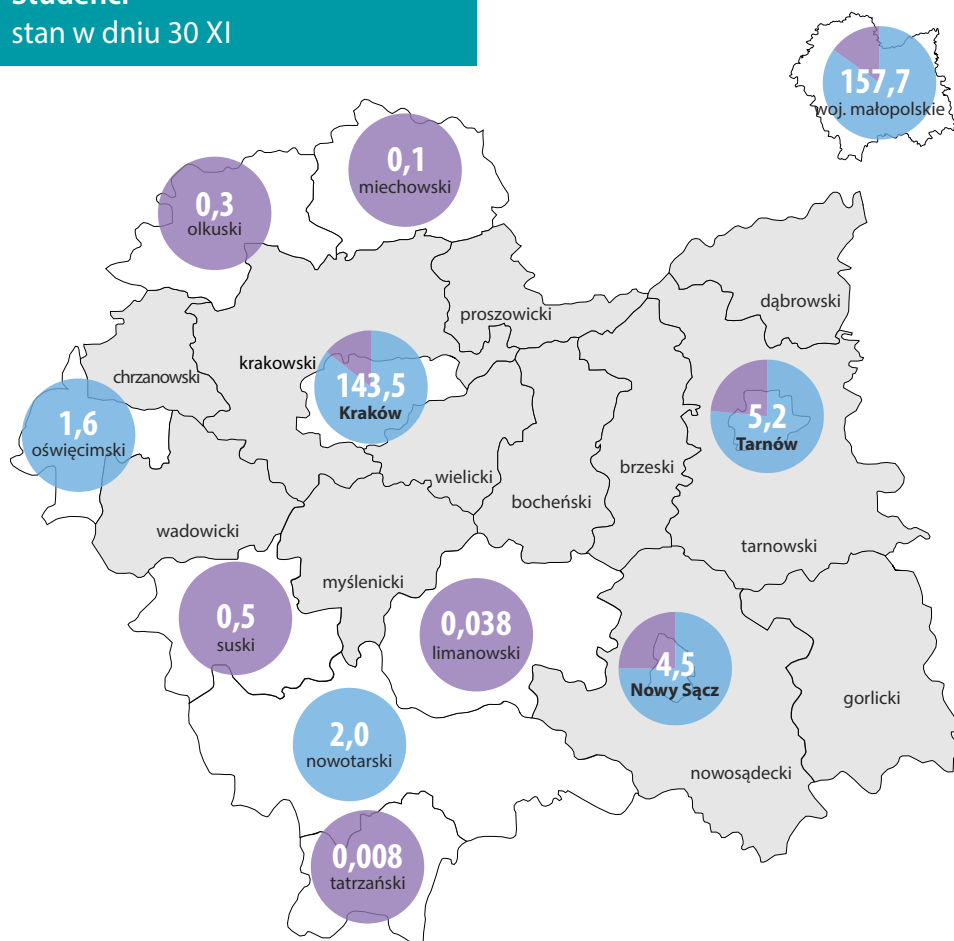 Studenci
stan w dniu 30 XI
157,7
woj. małopolskie
0,1
miechowski
0,3
olkuski
dąbrowski
proszowicki
krakowski
chrzanowski
143,5
Kraków
5,2
Tarnów
1,6
oświęcimski
wielicki
brzeski
bocheński
wadowicki
tarnowski
myślenicki
0,5
suski
0,038
limanowski
4,5
Nowy Sącz
gorlicki
2,0
nowotarski
nowosądecki
0,008
tatrzański